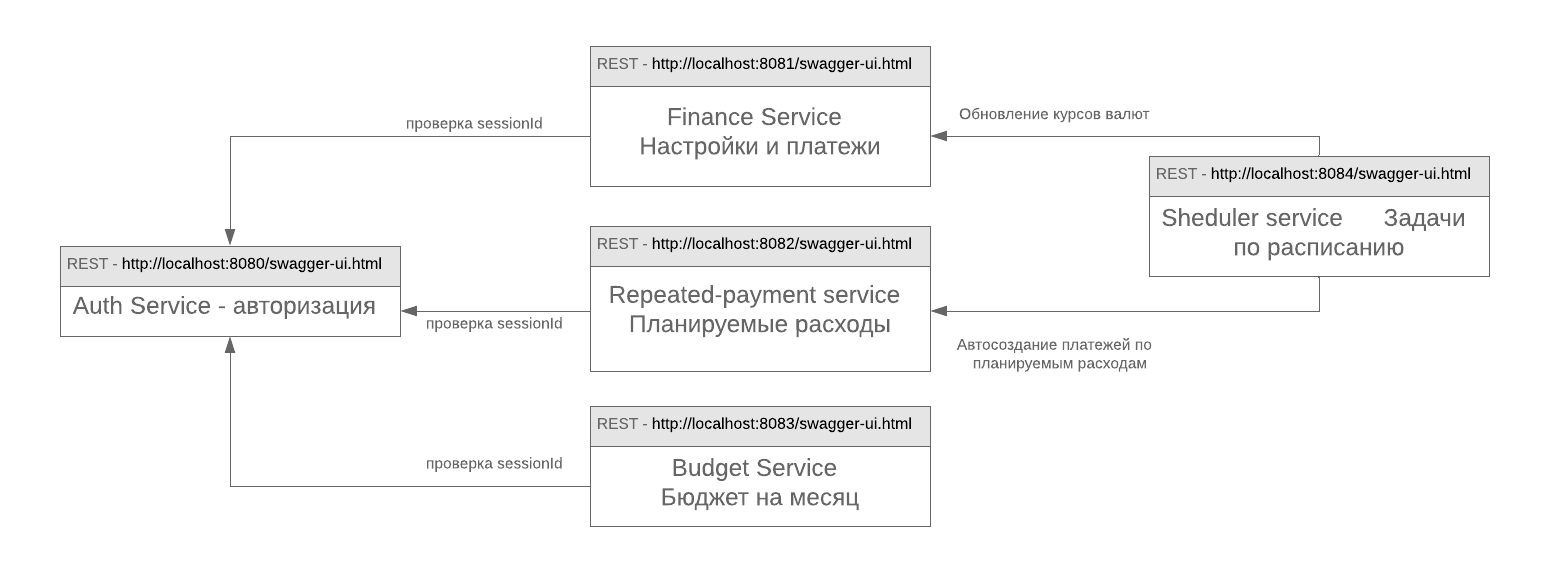 REST - http://localhost:8081/swagger-ui.html
Finance Service
Настройки и платежи
проверка sessionId
Обновление курсов валют
REST - http://localhost:8084/swagger-ui.html
Sheduler service Задачи
по расписанию
REST - http://localhost:8082/swagger-ui.html
Repeated-payment service
Планируемые расходы
REST - http://localhost:8080/swagger-ui.html
Auth Service - авторизация
проверка sessionId
Автосоздание платежей по
планируемым расходам
REST - http://localhost:8083/swagger-ui.html
Budget Service
Бюджет на месяц
проверка sessionId